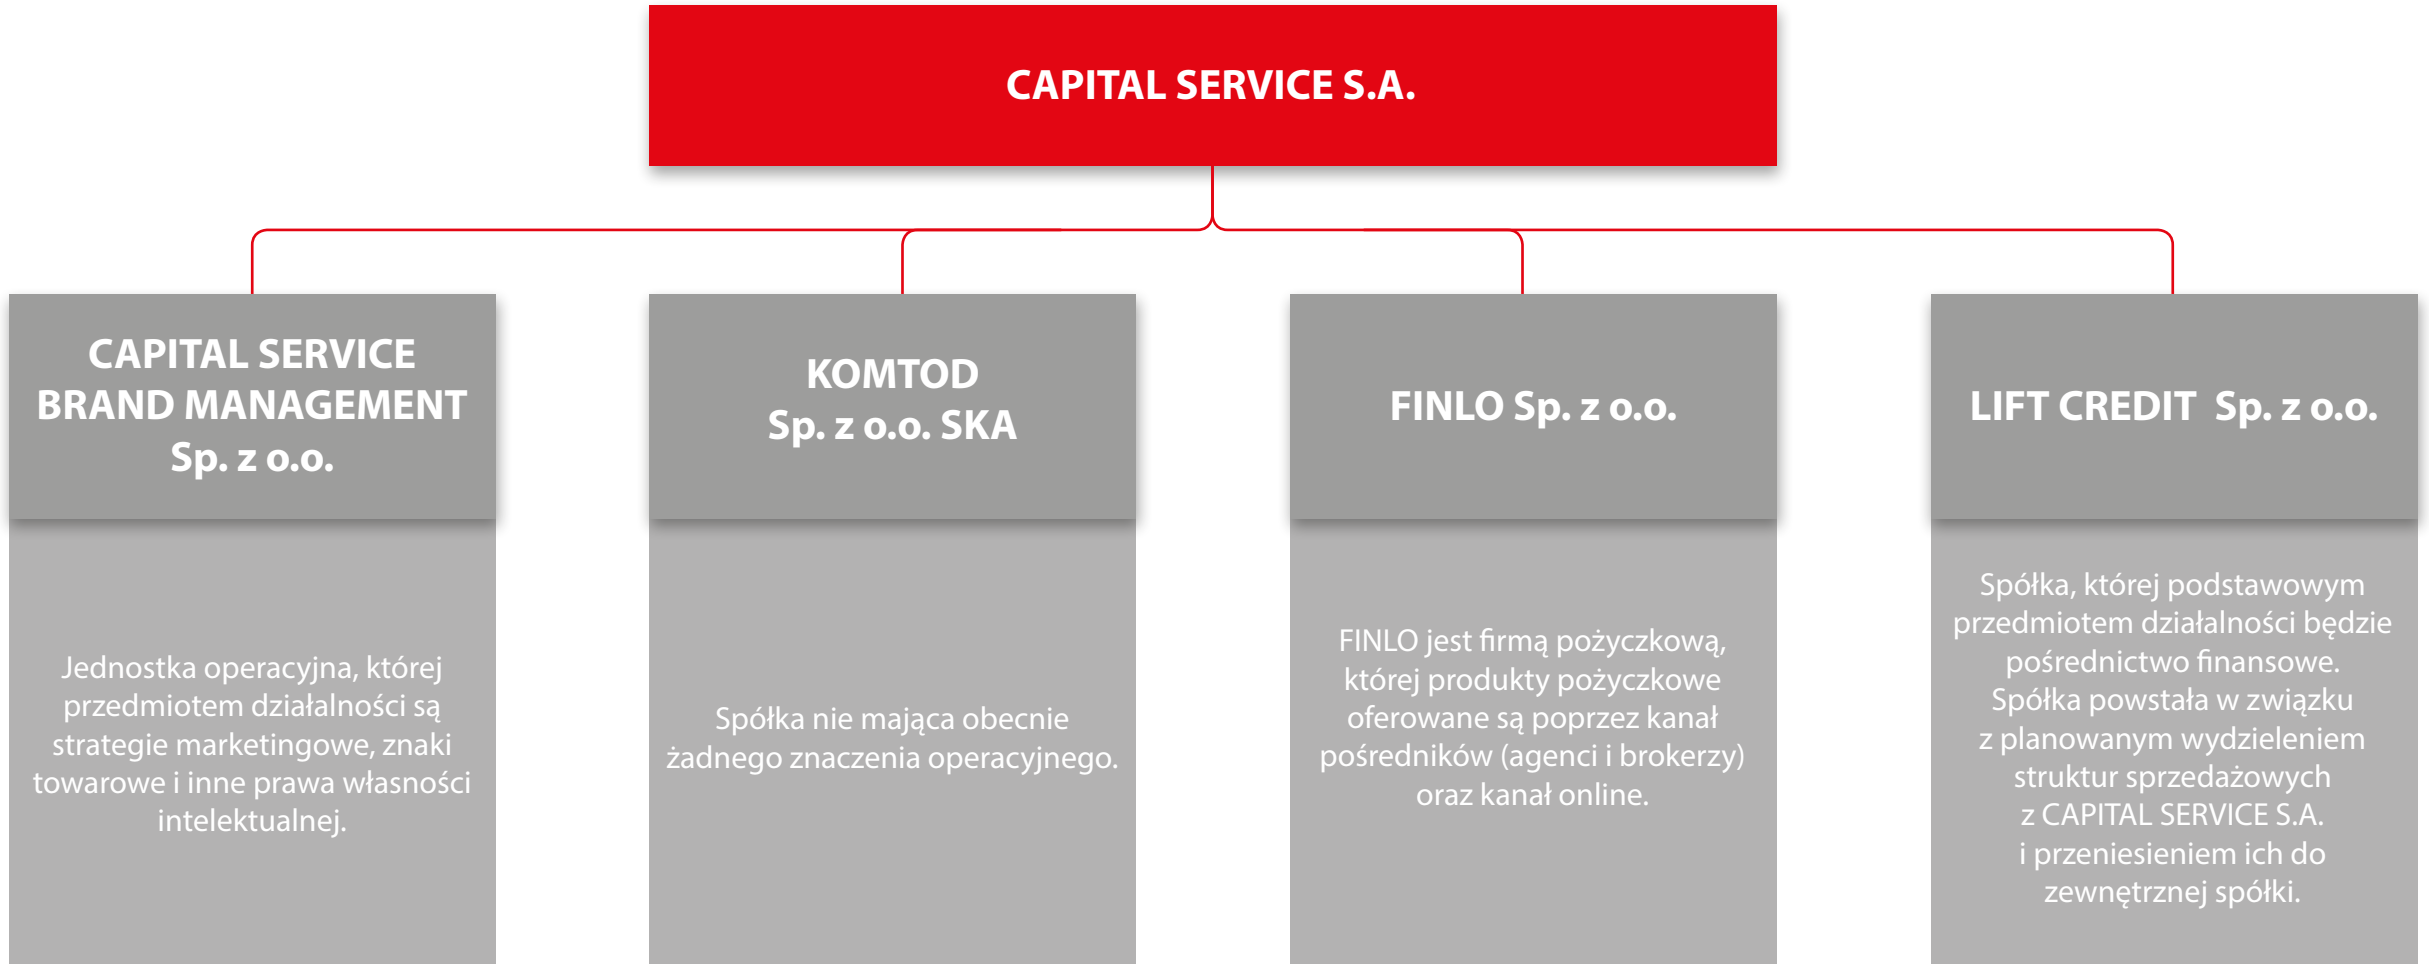 CAPITAL SERVICE S.A.
CAPITAL SERVICE
BRAND MANAGEMENT
Sp. z o.o.
Jednostka operacyjna, której
przedmiotem działalności są
strategie marketingowe, znaki
towarowe i inne prawa własności
intelektualnej.
KOMTOD
Sp. z o.o. SKA
Spółka nie mająca obecnie
żadnego znaczenia operacyjnego.
FINLO Sp. z o.o.
FINLO jest firmą pożyczkową,
której produkty pożyczkowe
oferowane są poprzez kanał
pośredników (agenci i brokerzy)
oraz kanał online.
LIFT CREDIT  Sp. z o.o.
Spółka, której podstawowym
przedmiotem działalności będzie
pośrednictwo finansowe.
Spółka powstała w związku
z planowanym wydzieleniem
struktur sprzedażowych
z CAPITAL SERVICE S.A.
i przeniesieniem ich do
zewnętrznej spółki.